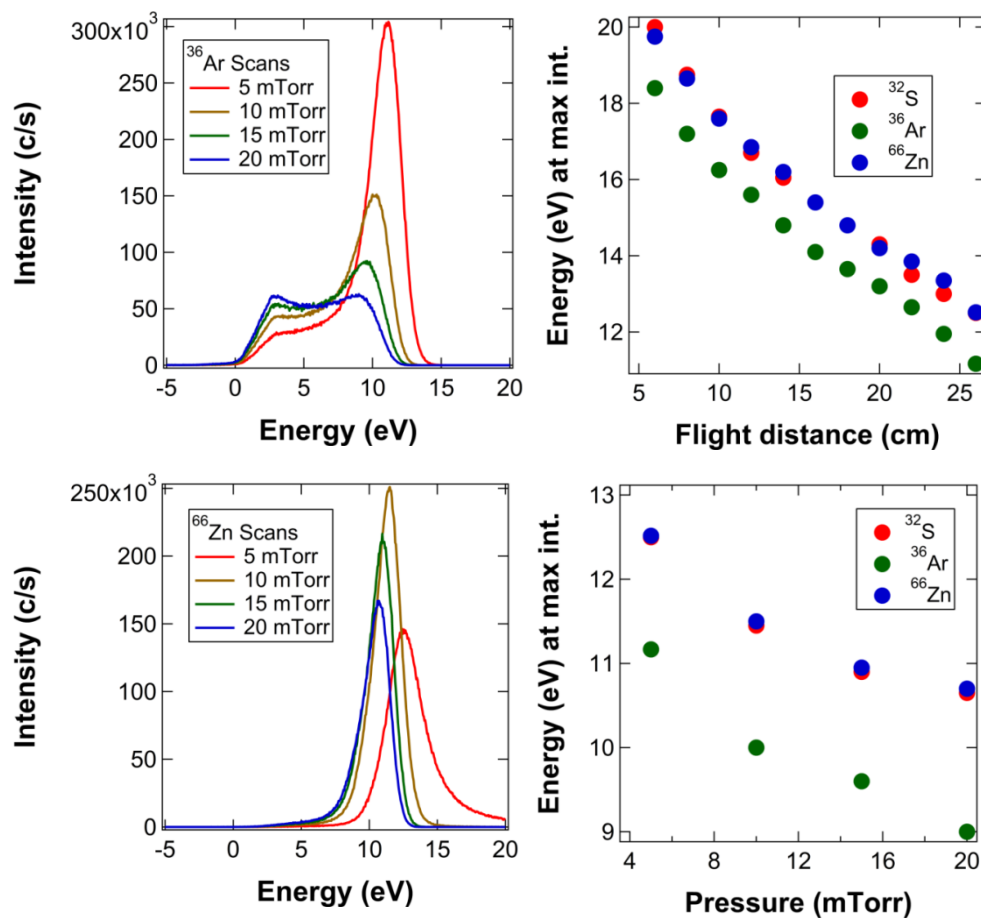 300x10³
250
200
150
100
50
0
Intensity (c/s)
³⁶Ar Scans
5 mTorr
10 mTorr
15 mTorr
20 mTorr
-5 0 5 10 15 20
Energy (eV)
20
18
16
14
12
Energy (eV) at max int.
³²S
³⁶Ar
⁶⁶Zn
5 10 15 20 25
Flight distance (cm)
250x10³
200
150
100
50
0
Intensity (c/s)
⁶⁶Zn Scans
5 mTorr
10 mTorr
15 mTorr
20 mTorr
-5 0 5 10 15 20
Energy (eV)
13
12
11
10
9
Energy (eV) at max int.
³²S
³⁶Ar
⁶⁶Zn
4 8 12 16 20
Pressure (mTorr)